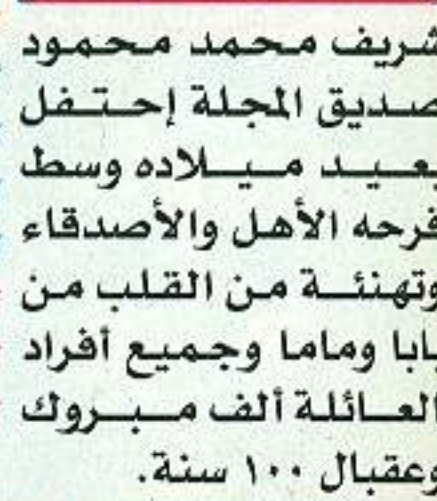 شريف محمد محمود
صديق المجلة إحتفل
بعيد ميلاده وسط
فرحه الأهل والأصدقاء
وتهنئة من القلب من
بابا وماما وجميع أفراد
العائلة ألف مبروك
وعقبال ١٠٠ سنة.